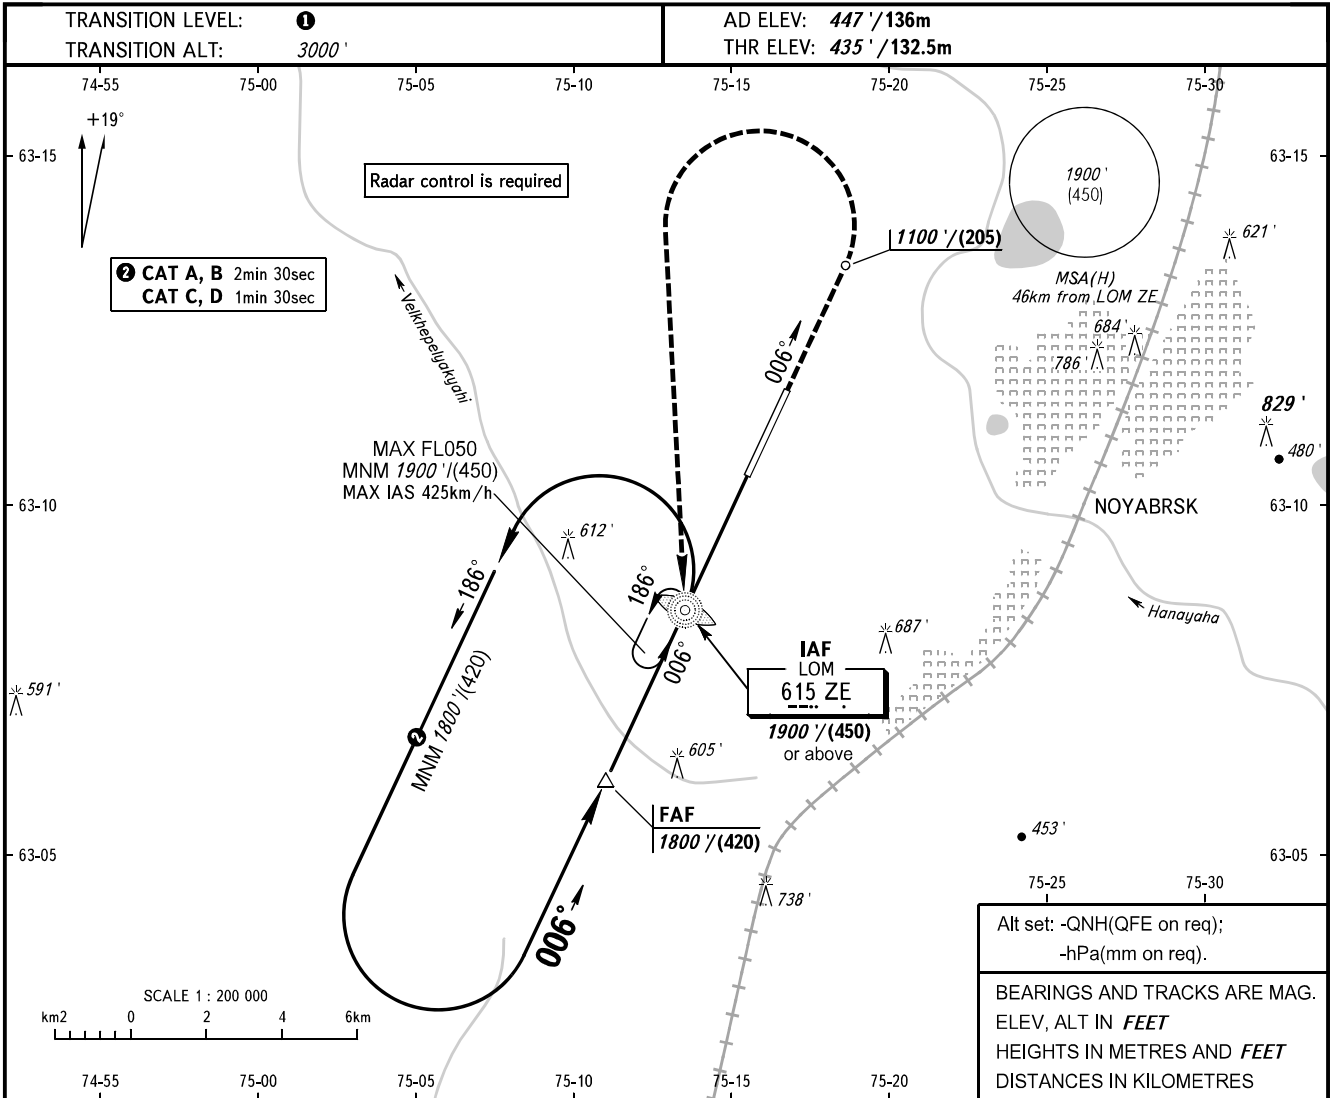 TRANSITION LEVEL: ❶
TRANSITION ALT: 3000 '
AD ELEV: 447 '/136m
THR ELEV: 435 '/132.5m
74-55 75-00 75-05 75-10 75-15 75-20 75-25 75-30
+19°
63-15 63-15
Radar control is required
1900 '
(450)
1100 '/(205)
621 '
❷ CAT A, B 2min 30sec
CAT C, D 1min 30sec
MSA(H)
46km from LOM ZE
Velkhepelyakyahi
684 '
786 '
006°
829 '
480 '
MAX FL050
MNM 1900 '/(450)
MAX IAS 425km/h
63-10 63-10
NOYABRSK
612 '
186°
186°
Hanayaha
687 '
006°
IAF
LOM
615 ZE
1900 '/(450)
or above
591 '
❷
MNM 1800 '/(420)
605 '
FAF
1800 '/(420)
453 '
63-05 63-05
75-25 75-30
738 '
006°
Alt set: -QNH(QFE on req);
-hPa(mm on req).
BEARINGS AND TRACKS ARE MAG.
ELEV, ALT IN FEET
HEIGHTS IN METRES AND FEET
DISTANCES IN KILOMETRES
SCALE 1 : 200 000
km2 0 2 4 6km
74-55 75-00 75-05 75-10 75-15 75-20